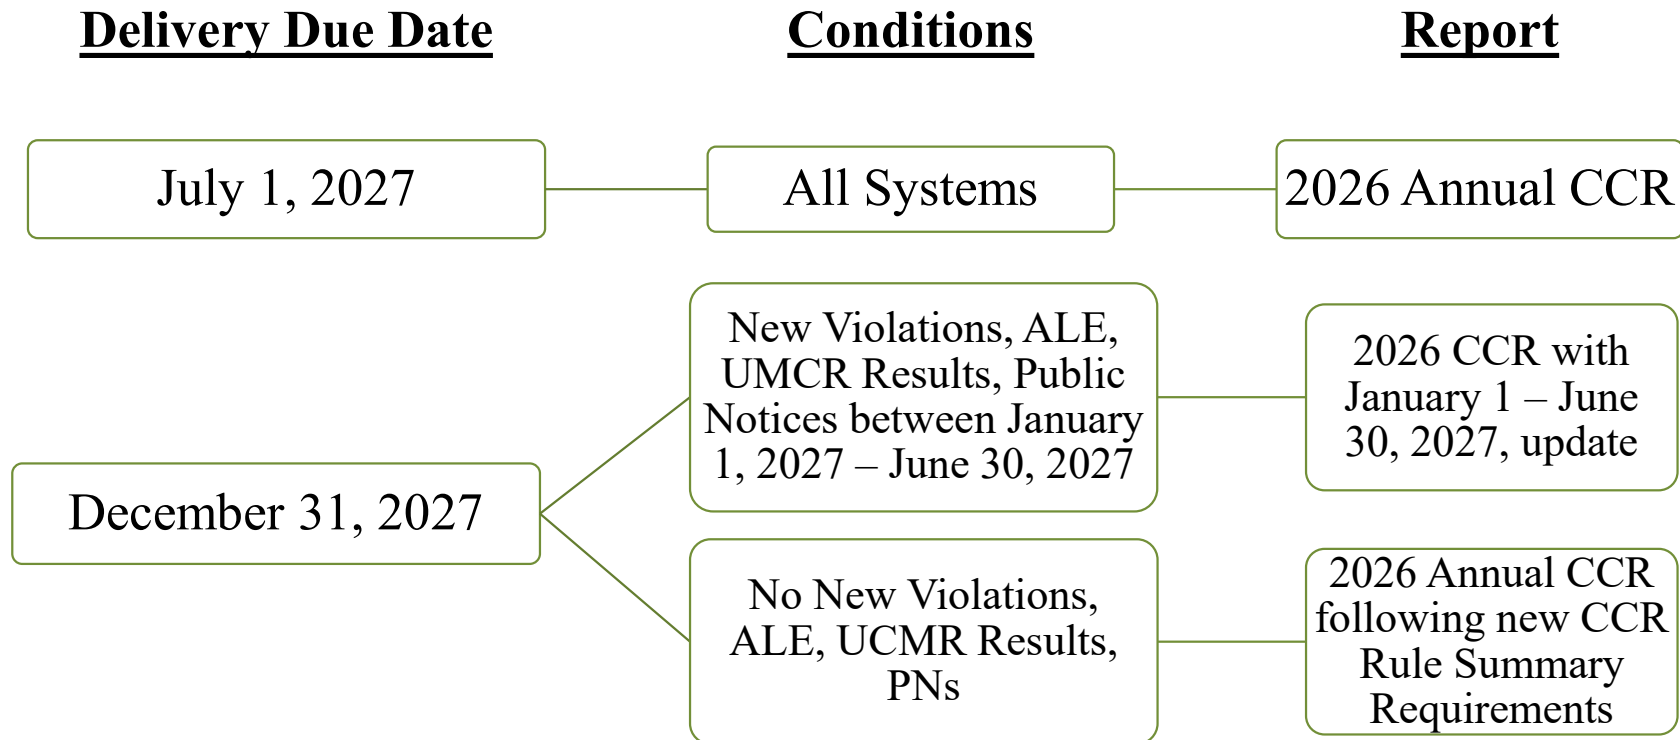 Delivery Due Date
Conditions
Report
July 1, 2027
All Systems
2026 Annual CCR
December 31, 2027
New Violations, ALE,
UMCR Results, Public
Notices between January
1, 2027 – June 30, 2027
2026 CCR with
January 1 – June
30, 2027, update
No New Violations,
ALE, UCMR Results,
PNs
2026 Annual CCR
following new CCR
Rule Summary
Requirements